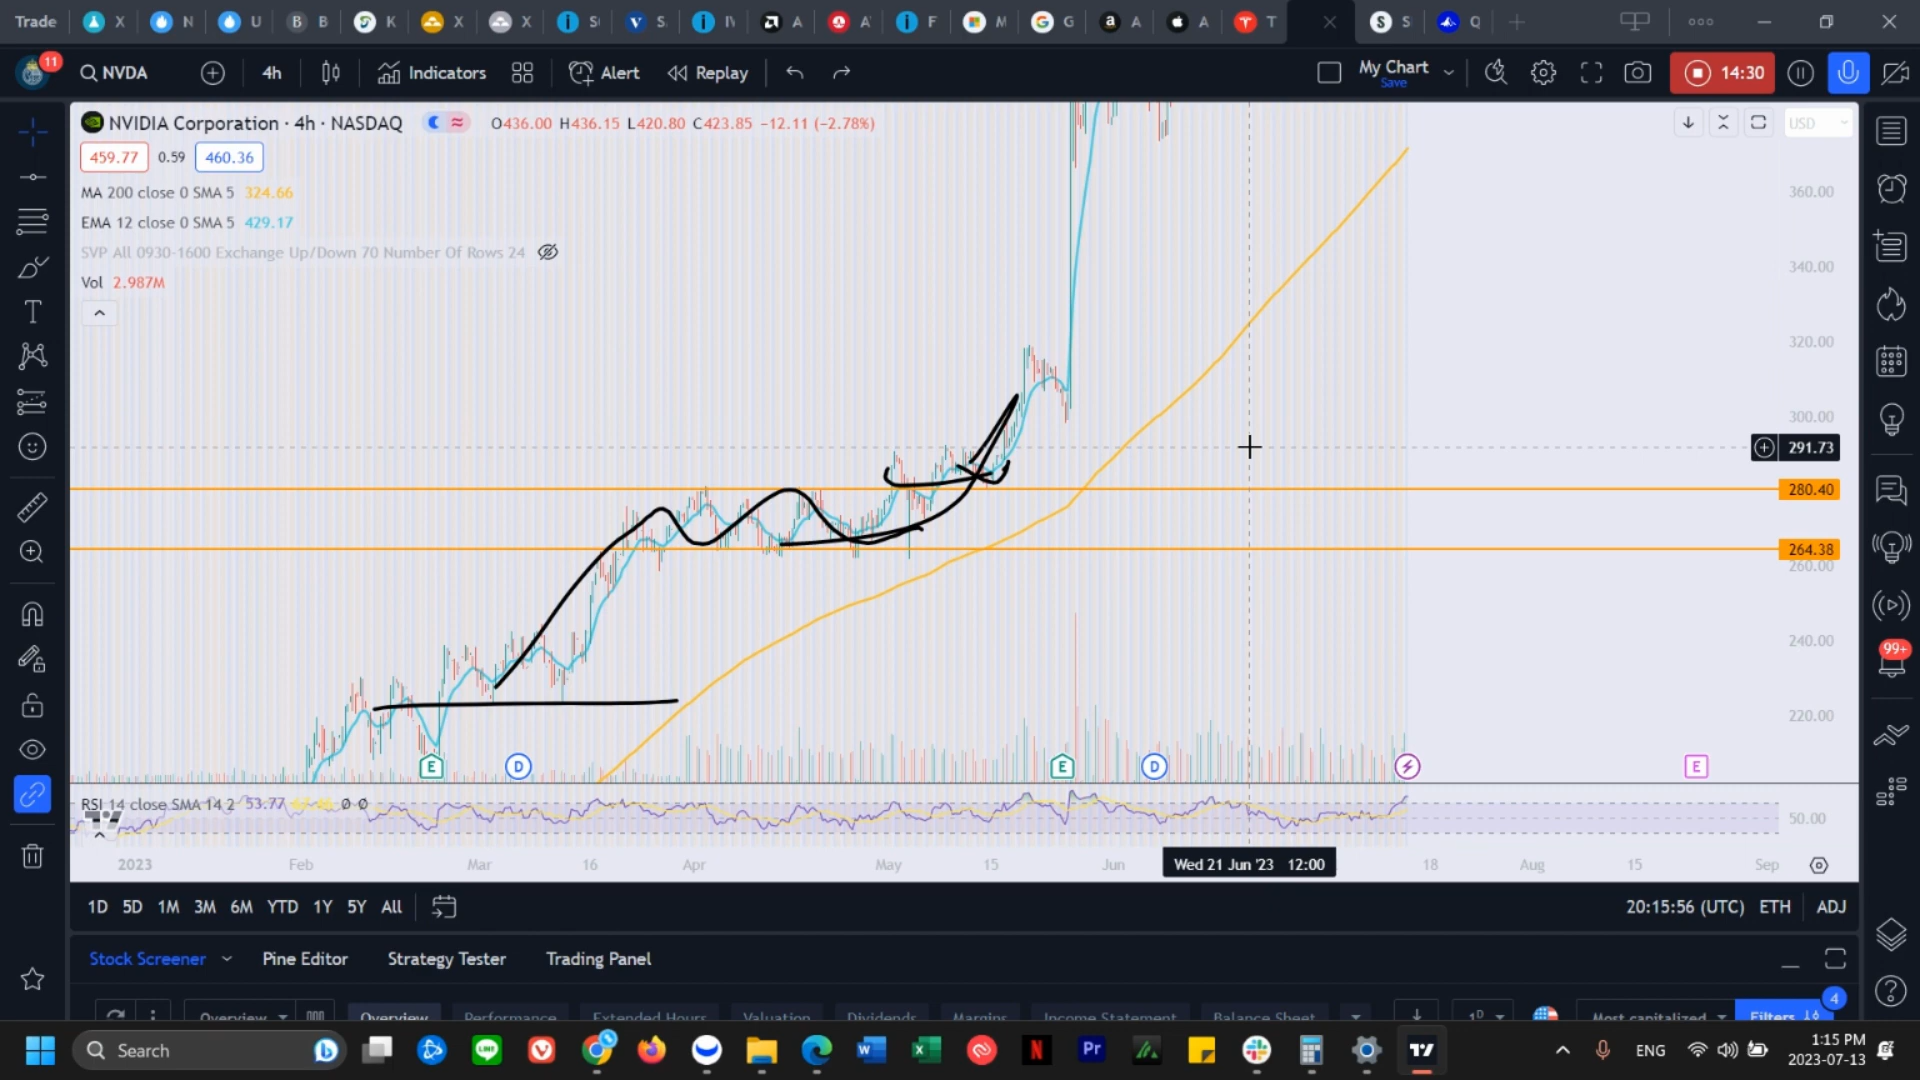 Trade X N U B B K X X S V S. I A A F M G a A A T S Q
11 NVDA 4h Indicators Alert Replay My Chart Save 14:30
NVIDIA Corporation · 4h · NASDAQ O436.00 H436.15 L420.80 C423.85 −12.11 (−2.78%) USD
459.77 0.59 460.36
MA 200 close 0 SMA 5 324.66
EMA 12 close 0 SMA 5 429.17
SVP All 0930-1600 Exchange Up/Down 70 Number Of Rows 24
Vol 2.987M
360.00
340.00
320.00
300.00
291.73
280.40
264.38
260.00
240.00
99+
220.00
E D E D E
RSI 14 close SMA 14 2 53.77 Ø Ø
50.00
2023 Feb Mar 16 Apr May 15 Jun Wed 21 Jun '23 12:00 18 Aug 15 Sep
1D 5D 1M 3M 6M YTD 1Y 5Y All 20:15:56 (UTC) ETH ADJ
Stock Screener Pine Editor Strategy Tester Trading Panel
4
Overview Overview Performance Extended Hours Valuation Dividends Margins Income Statement Balance Sheet 1D Most capitalized Filters
Search ENG 1:15 PM
2023-07-13